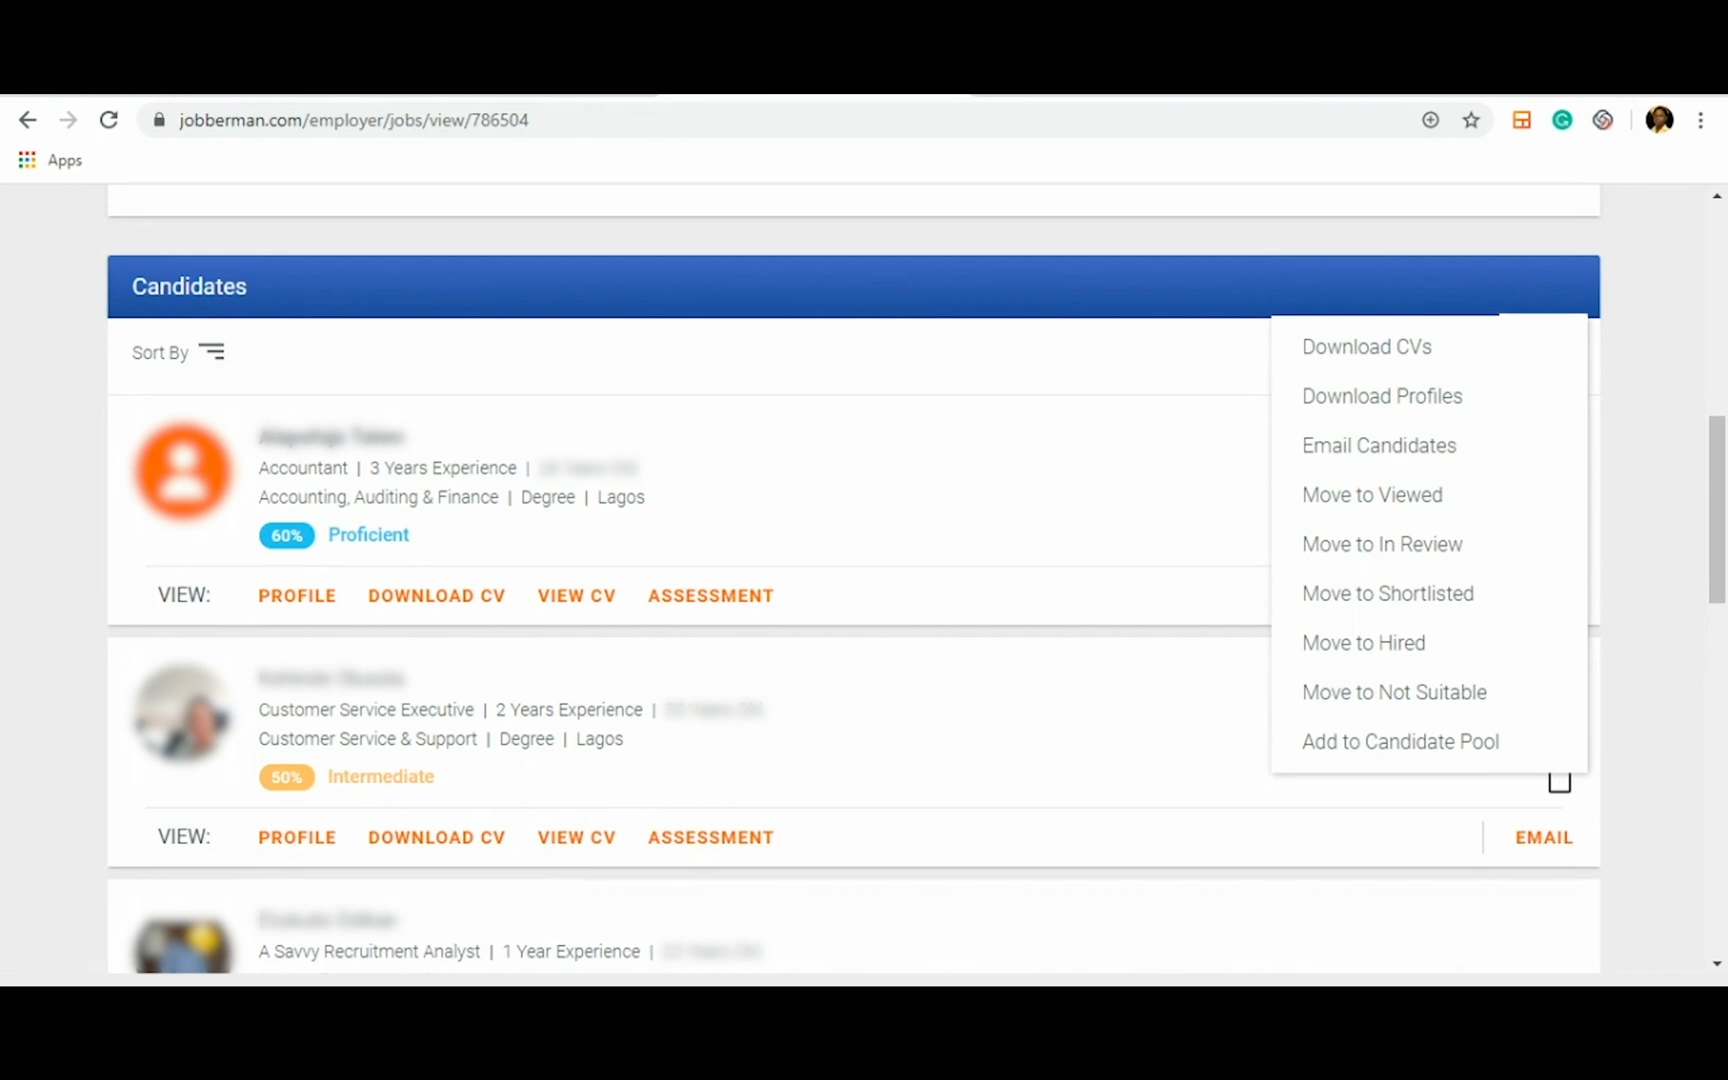 jobberman.com/employer/jobs/view/786504
Apps
Candidates
Sort By
Download CVs
Download Profiles
Email Candidates
Move to Viewed
Move to In Review
Move to Shortlisted
Move to Hired
Move to Not Suitable
Add to Candidate Pool
Accountant | 3 Years Experience |
Accounting, Auditing & Finance | Degree | Lagos
60% Proficient
VIEW: PROFILE DOWNLOAD CV VIEW CV ASSESSMENT
Customer Service Executive | 2 Years Experience |
Customer Service & Support | Degree | Lagos
50% Intermediate
VIEW: PROFILE DOWNLOAD CV VIEW CV ASSESSMENT EMAIL
A Savvy Recruitment Analyst | 1 Year Experience |